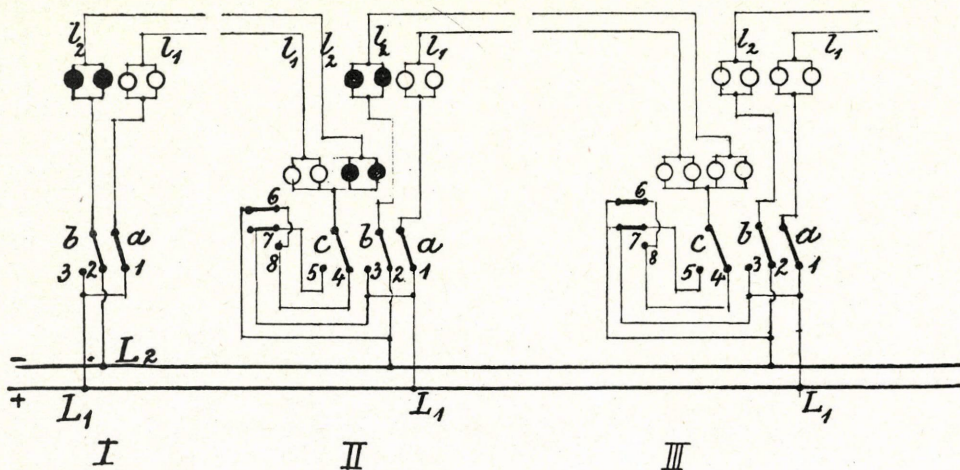 l2 l1 l1 l2 l2 l1 l2 l1
6 6
b a 7 c b a 7 c b a
3 2 1 8 5 4 3 2 1 8 5 4 3 2 1
− L2
+ L1 L1 L1
I II III